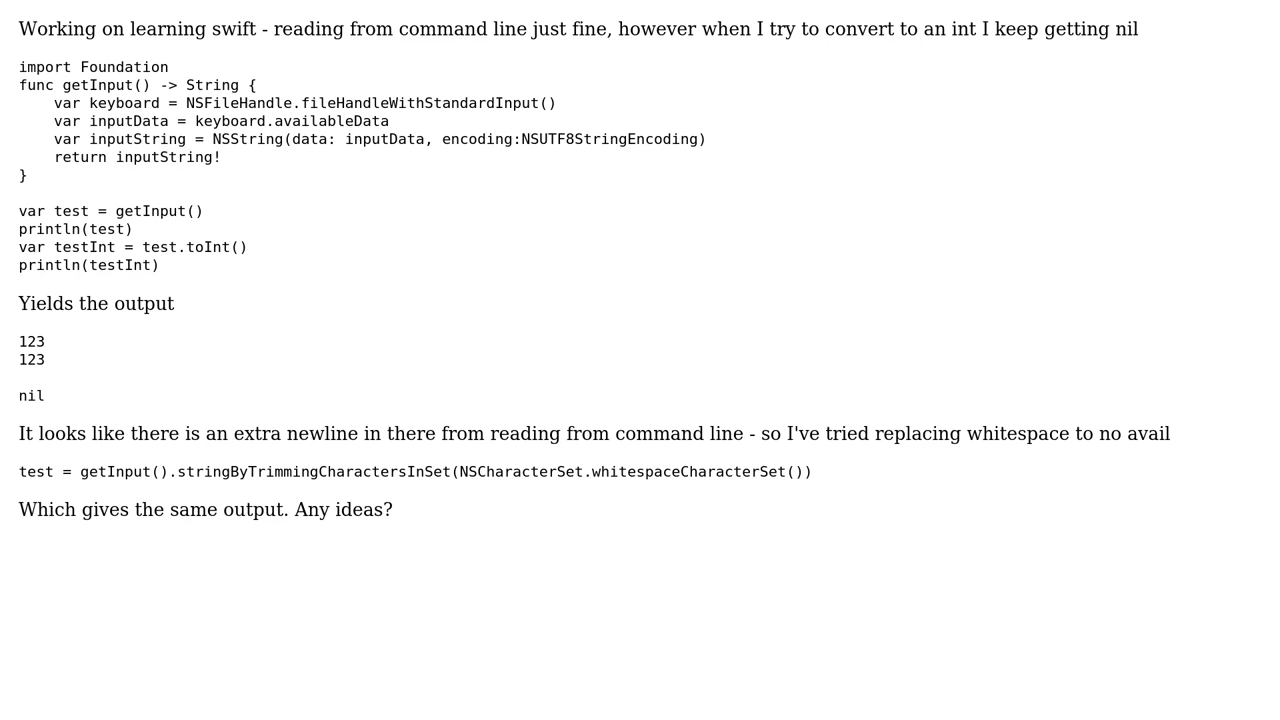 Working on learning swift - reading from command line just fine, however when I try to convert to an int I keep getting nil
import Foundation
func getInput() -> String {
    var keyboard = NSFileHandle.fileHandleWithStandardInput()
    var inputData = keyboard.availableData
    var inputString = NSString(data: inputData, encoding:NSUTF8StringEncoding)
    return inputString!
}
var test = getInput()
println(test)
var testInt = test.toInt()
println(testInt)
Yields the output
123
123
nil
It looks like there is an extra newline in there from reading from command line - so I've tried replacing whitespace to no avail
test = getInput().stringByTrimmingCharactersInSet(NSCharacterSet.whitespaceCharacterSet())
Which gives the same output. Any ideas?